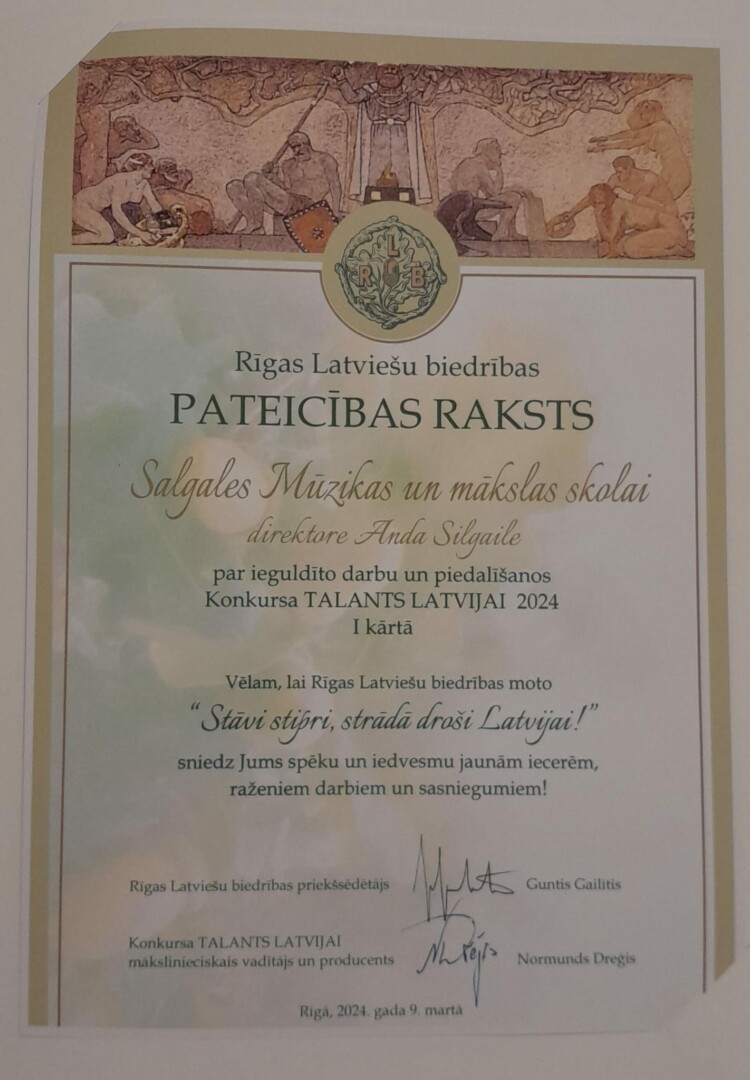 R L B
Rīgas Latviešu biedrības
PATEICĪBAS RAKSTS
Salgales Mūzikas un mākslas skolai
direktore Anda Silgaile
par ieguldīto darbu un piedalīšanos
Konkursa TALANTS LATVIJAI 2024
I kārtā
Vēlam, lai Rīgas Latviešu biedrības moto
“Stāvi stipri, strādā droši Latvijai!”
sniedz Jums spēku un iedvesmu jaunām iecerēm,
raženiem darbiem un sasniegumiem!
Rīgas Latviešu biedrības priekšsēdētājs Guntis Gailītis
Konkursa TALANTS LATVIJAI
mākslinieciskais vadītājs un producents Normunds Dreģis
Rīgā, 2024. gada 9. martā